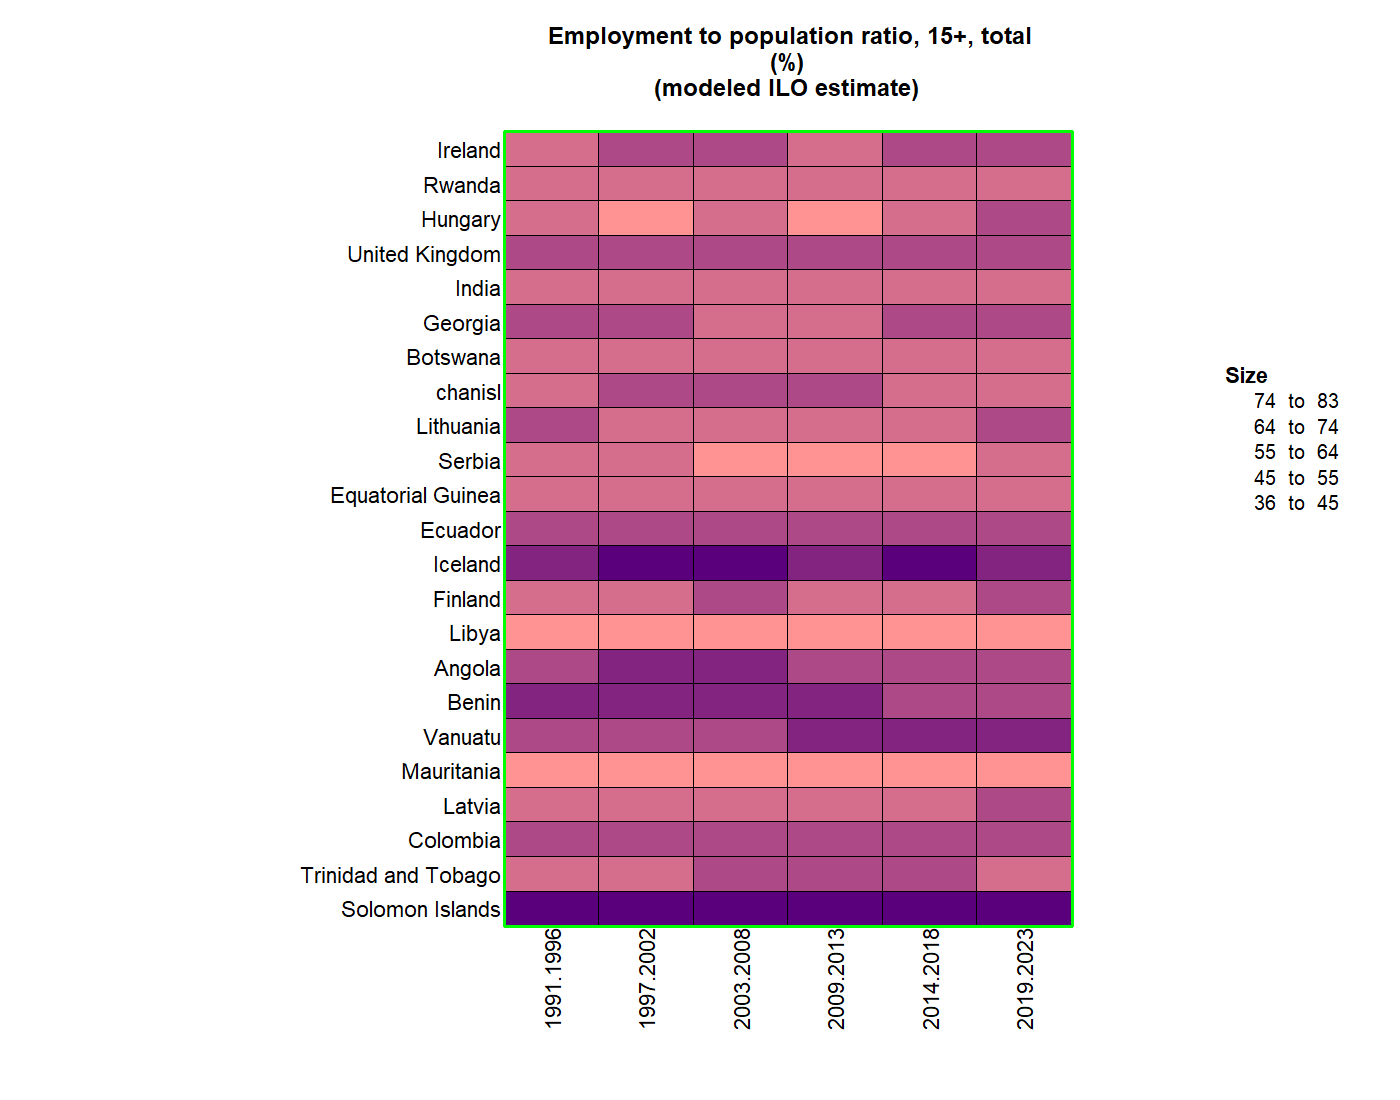 Employment to population ratio, 15+, total
(%)
(modeled ILO estimate)
Ireland
Rwanda
Hungary
United Kingdom
India
Georgia
Botswana
chanisl
Lithuania
Serbia
Equatorial Guinea
Ecuador
Iceland
Finland
Libya
Angola
Benin
Vanuatu
Mauritania
Latvia
Colombia
Trinidad and Tobago
Solomon Islands
1991.1996
1997.2002
2003.2008
2009.2013
2014.2018
2019.2023
Size
74 to 83
64 to 74
55 to 64
45 to 55
36 to 45